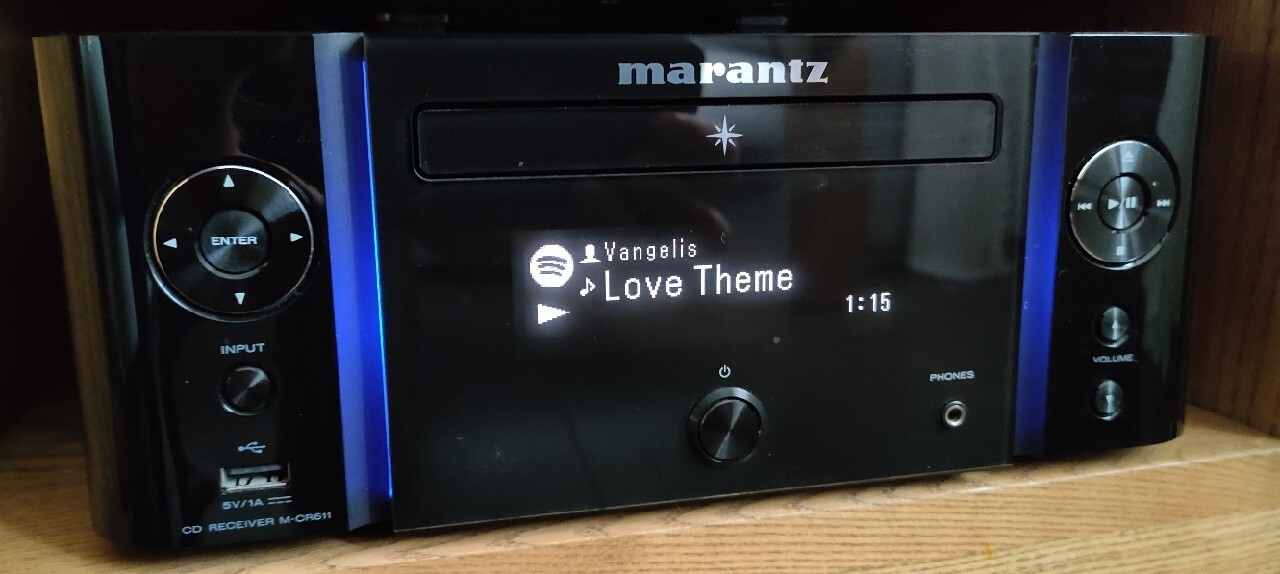 marantz
ENTER
Vangelis
Love Theme
1:15
INPUT
PHONES
VOLUME
5V/1A
CD RECEIVER M-CR611